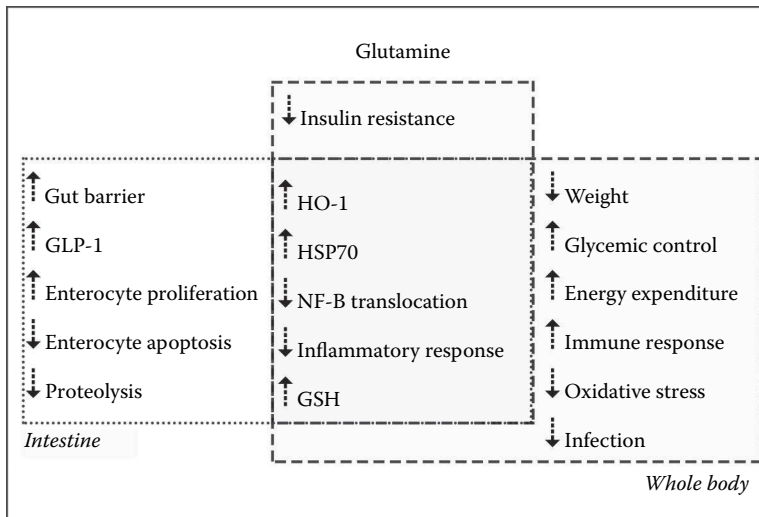 Glutamine
Insulin resistance
Gut barrier
GLP-1
Enterocyte proliferation
Enterocyte apoptosis
Proteolysis
Intestine
HO-1
HSP70
NF-B translocation
Inflammatory response
GSH
Weight
Glycemic control
Energy expenditure
Immune response
Oxidative stress
Infection
Whole body